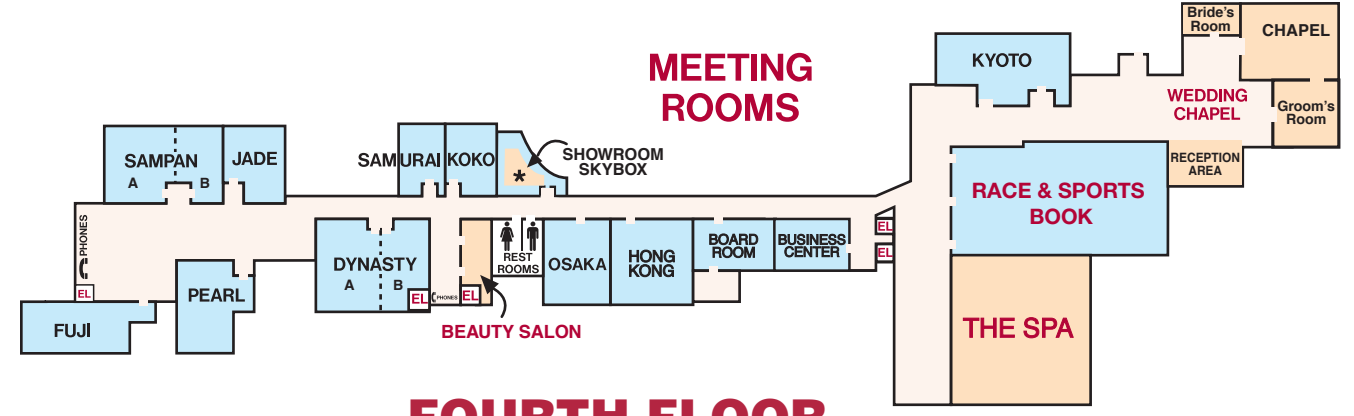 Bride's
Room
CHAPEL
KYOTO
MEETING
ROOMS
WEDDING
CHAPEL
Groom's
Room
SAMPAN
A
B
JADE
SAMURAI
KOKO
*
SHOWROOM
SKYBOX
RECEPTION
AREA
RACE & SPORTS
BOOK
PHONES
EL
FUJI
PEARL
DYNASTY
A
B
EL
PHONES
EL
REST
ROOMS
OSAKA
HONG
KONG
BOARD
ROOM
BUSINESS
CENTER
EL
EL
BEAUTY SALON
THE SPA
FOURTH FLOOR